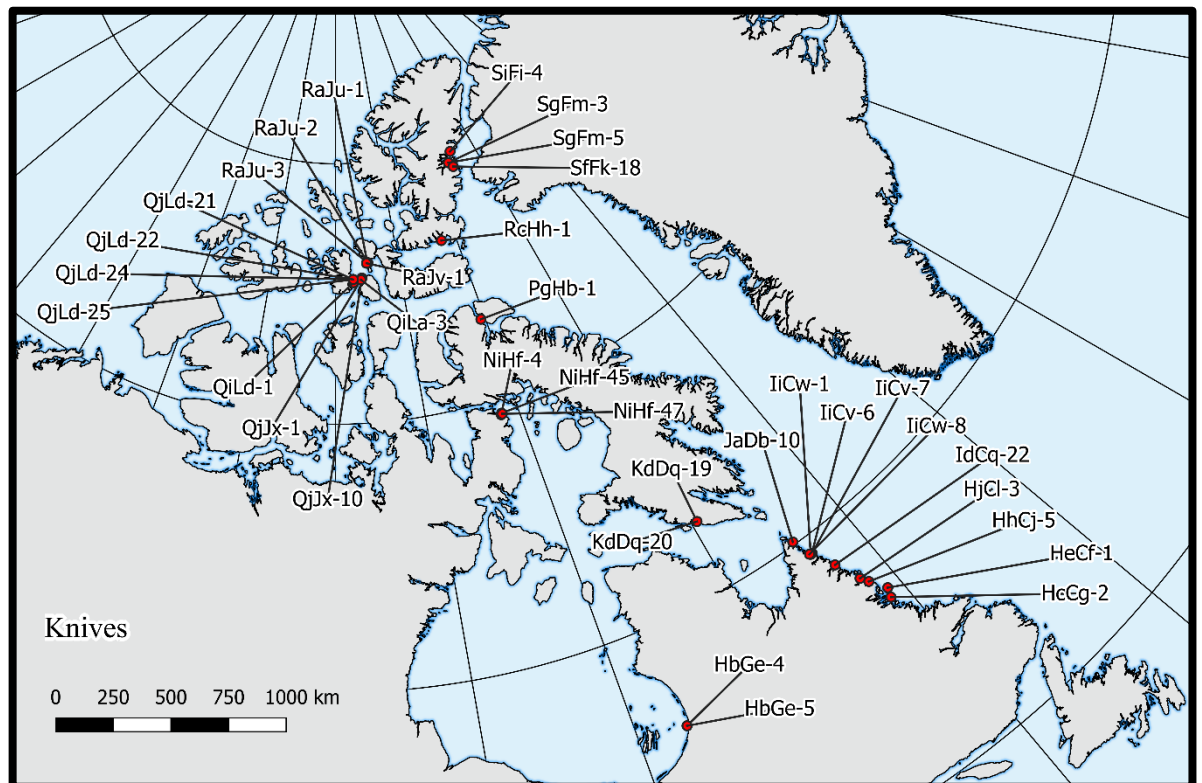 SiFi-4
RaJu-1
SgFm-3
RaJu-2
SgFm-5
RaJu-3
SfFk-18
QjLd-21
RcHh-1
QjLd-22
QjLd-24
RaJv-1
QjLd-25
PgHb-1
QiLa-3
NiHf-4
NiHf-45
QiLd-1
IiCw-1
IiCv-7
NiHf-47
IiCv-6
QjJx-1
IiCw-8
JaDb-10
IdCq-22
KdDq-19
HjCl-3
QjJx-10
HhCj-5
KdDq-20
HeCf-1
HcCg-2
Knives
HbGe-4
0 250 500 750 1000 km
HbGe-5